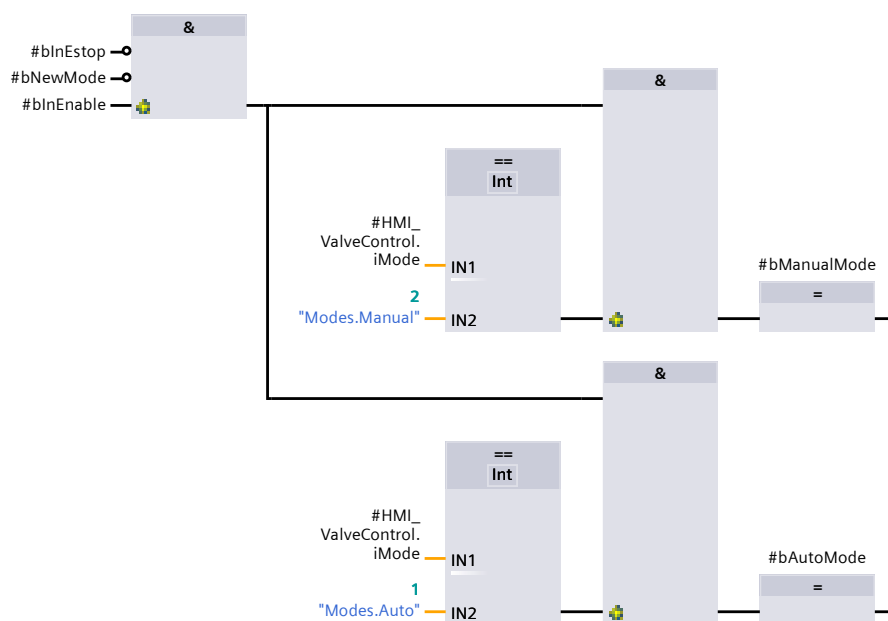 &
#bInEstop
#bNewMode
#bInEnable
&
==
Int
#HMI_
ValveControl.
iMode
IN1
2
"Modes.Manual"
IN2
#bManualMode
=
&
==
Int
#HMI_
ValveControl.
iMode
IN1
1
"Modes.Auto"
IN2
#bAutoMode
=